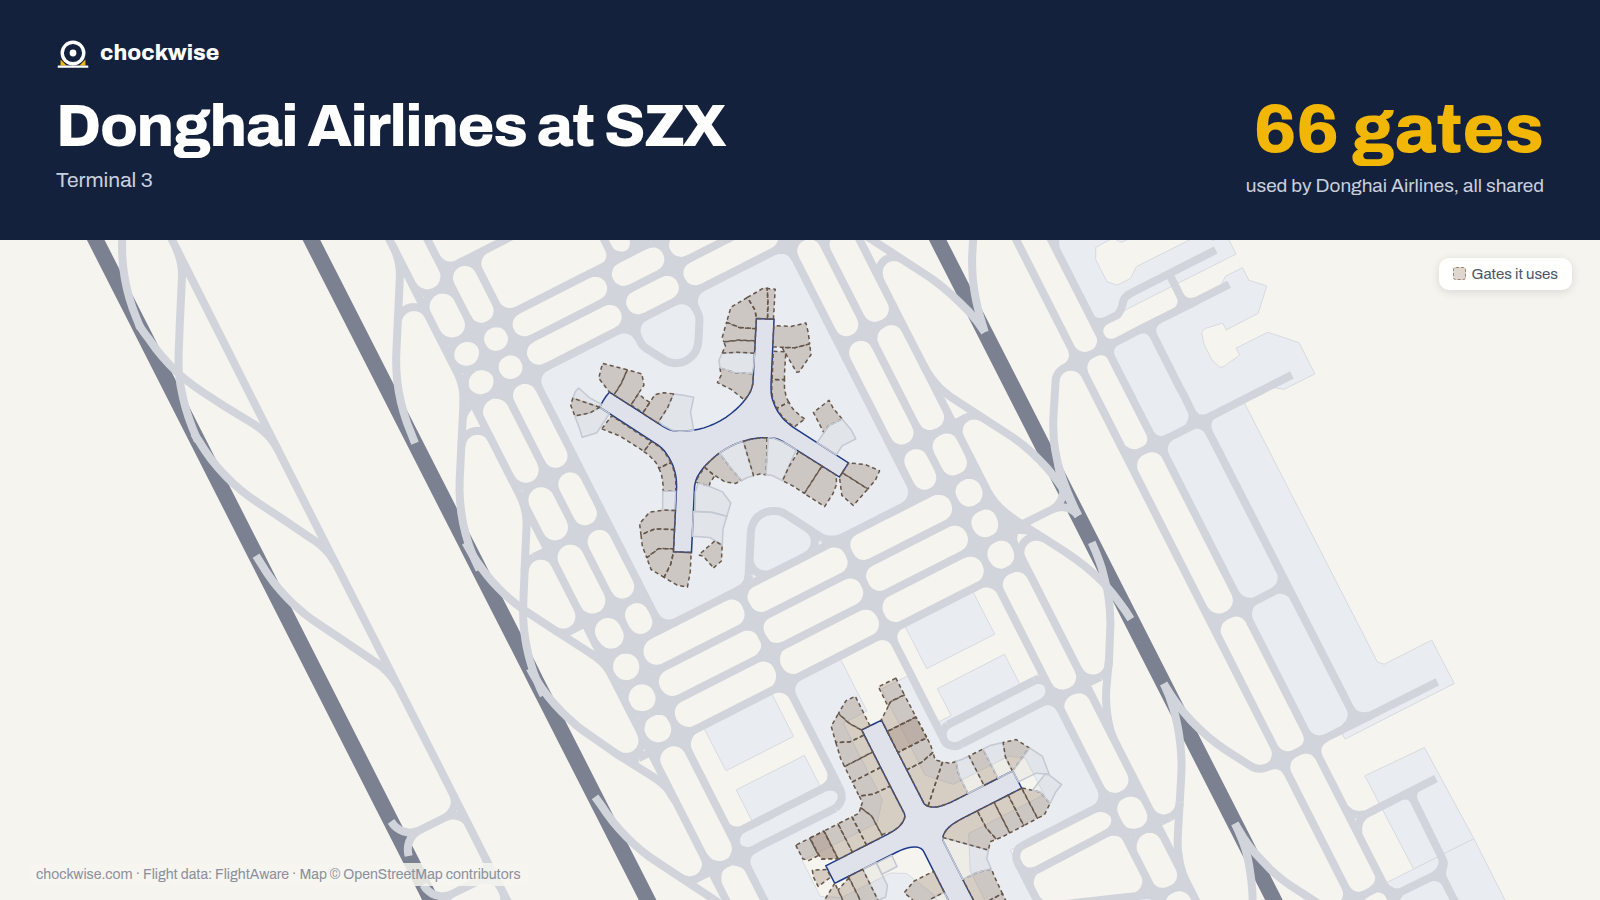 chockwise
Donghai Airlines at SZX
Terminal 3
66 gates
used by Donghai Airlines, all shared
Gates it uses
chockwise.com · Flight data: FlightAware · Map © OpenStreetMap contributors